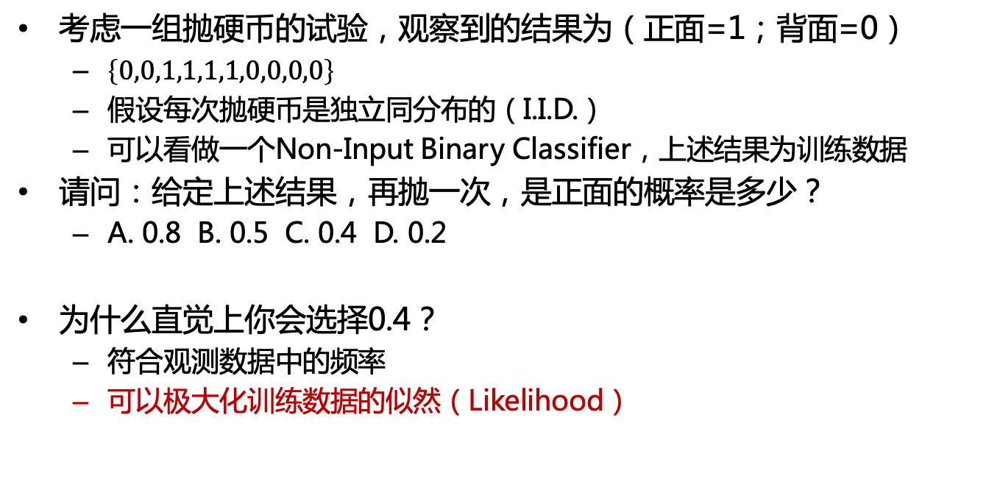 • 考虑一组抛硬币的试验，观察到的结果为（正面=1；背面=0）
– {0,0,1,1,1,1,0,0,0,0}
– 假设每次抛硬币是独立同分布的（I.I.D.）
– 可以看做一个Non-Input Binary Classifier，上述结果为训练数据
• 请问：给定上述结果，再抛一次，是正面的概率是多少？
– A. 0.8 B. 0.5 C. 0.4 D. 0.2
• 为什么直觉上你会选择0.4？
– 符合观测数据中的频率
– 可以极大化训练数据的似然（Likelihood）